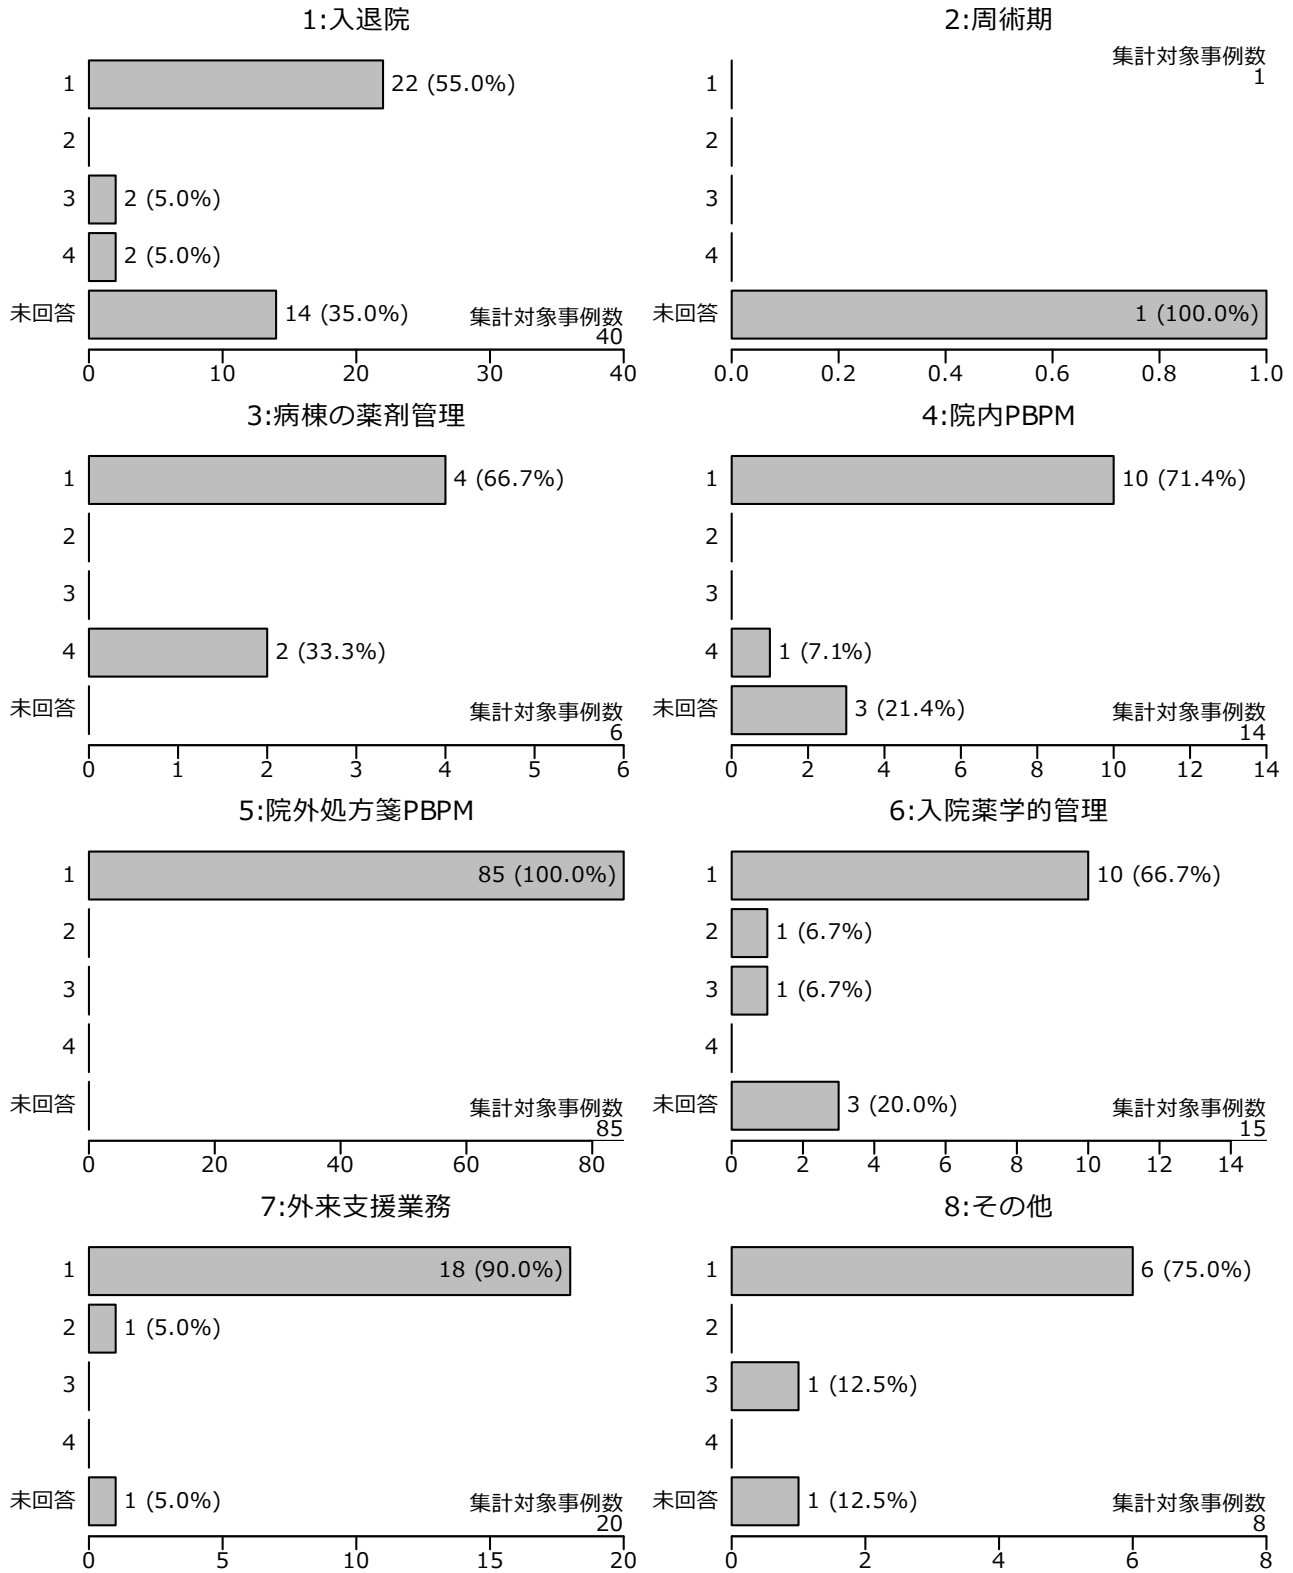 1:入退院
1
22 (55.0%)
2
3
2 (5.0%)
4
2 (5.0%)
未回答
14 (35.0%)
集計対象事例数
40
0 10 20 30 40
2:周術期
集計対象事例数
1
1
2
3
4
未回答
1 (100.0%)
0.0 0.2 0.4 0.6 0.8 1.0
3:病棟の薬剤管理
1
4 (66.7%)
2
3
4
2 (33.3%)
未回答
集計対象事例数
6
0 1 2 3 4 5 6
4:院内PBPM
1
10 (71.4%)
2
3
4
1 (7.1%)
未回答
3 (21.4%)
集計対象事例数
14
0 2 4 6 8 10 12 14
5:院外処方箋PBPM
1
85 (100.0%)
2
3
4
未回答
集計対象事例数
85
0 20 40 60 80
6:入院薬学的管理
1
10 (66.7%)
2
1 (6.7%)
3
1 (6.7%)
4
未回答
3 (20.0%)
集計対象事例数
15
0 2 4 6 8 10 12 14
7:外来支援業務
1
18 (90.0%)
2
1 (5.0%)
3
4
未回答
1 (5.0%)
集計対象事例数
20
0 5 10 15 20
8:その他
1
6 (75.0%)
2
3
1 (12.5%)
4
未回答
1 (12.5%)
集計対象事例数
8
0 2 4 6 8